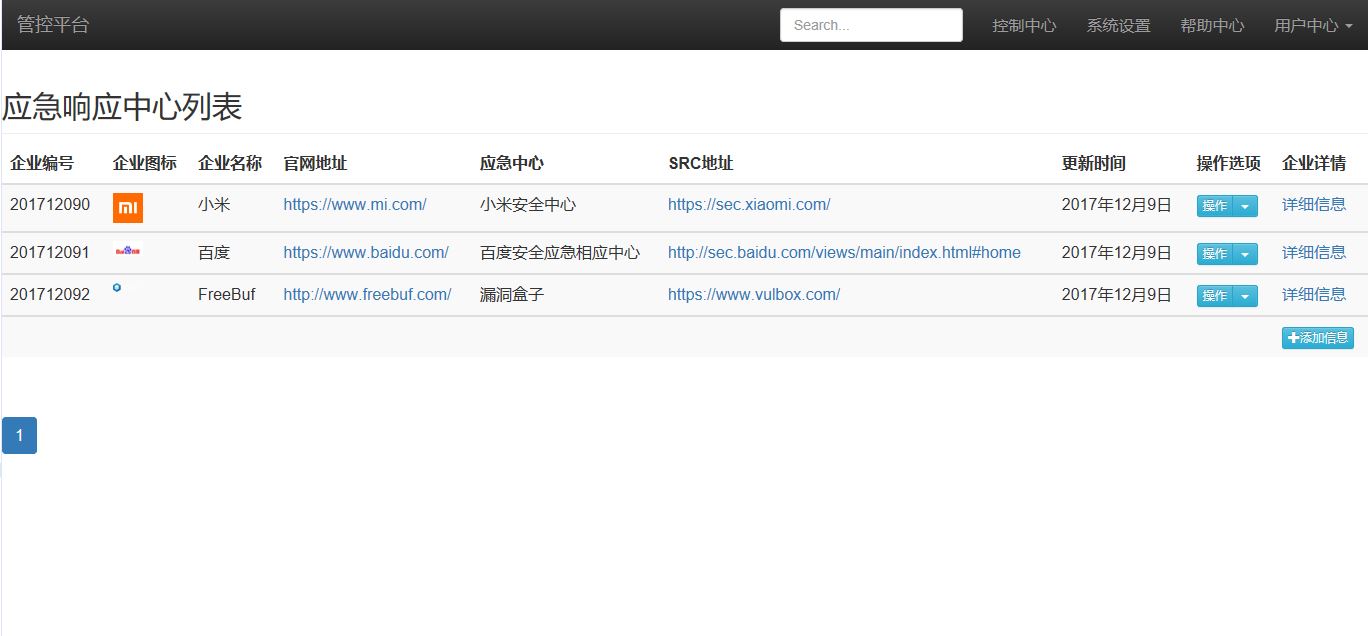 管控平台 Search... 控制中心 系统设置 帮助中心 用户中心
应急响应中心列表
企业编号 企业图标 企业名称 官网地址 应急中心 SRC地址 更新时间 操作选项 企业详情
201712090 mi 小米 https://www.mi.com/ 小米安全中心 https://sec.xiaomi.com/ 2017年12月9日 操作 详细信息
201712091 百度 https://www.baidu.com/ 百度安全应急相应中心 http://sec.baidu.com/views/main/index.html#home 2017年12月9日 操作 详细信息
201712092 FreeBuf http://www.freebuf.com/ 漏洞盒子 https://www.vulbox.com/ 2017年12月9日 操作 详细信息
添加信息
1